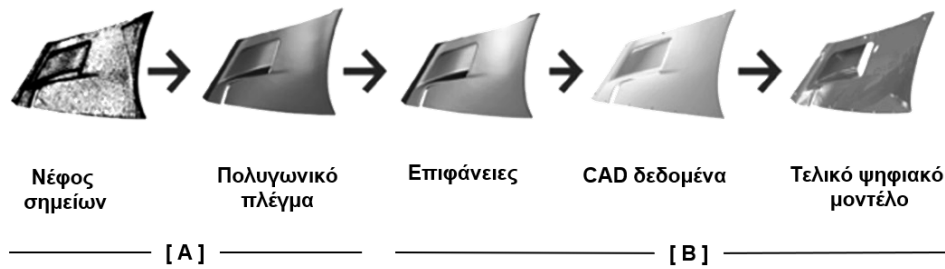 Νέφος
σημείων
Πολυγωνικό
πλέγμα
Επιφάνειες
CAD δεδομένα
Τελικό ψηφιακό
μοντέλο
[ A ]
[ B ]